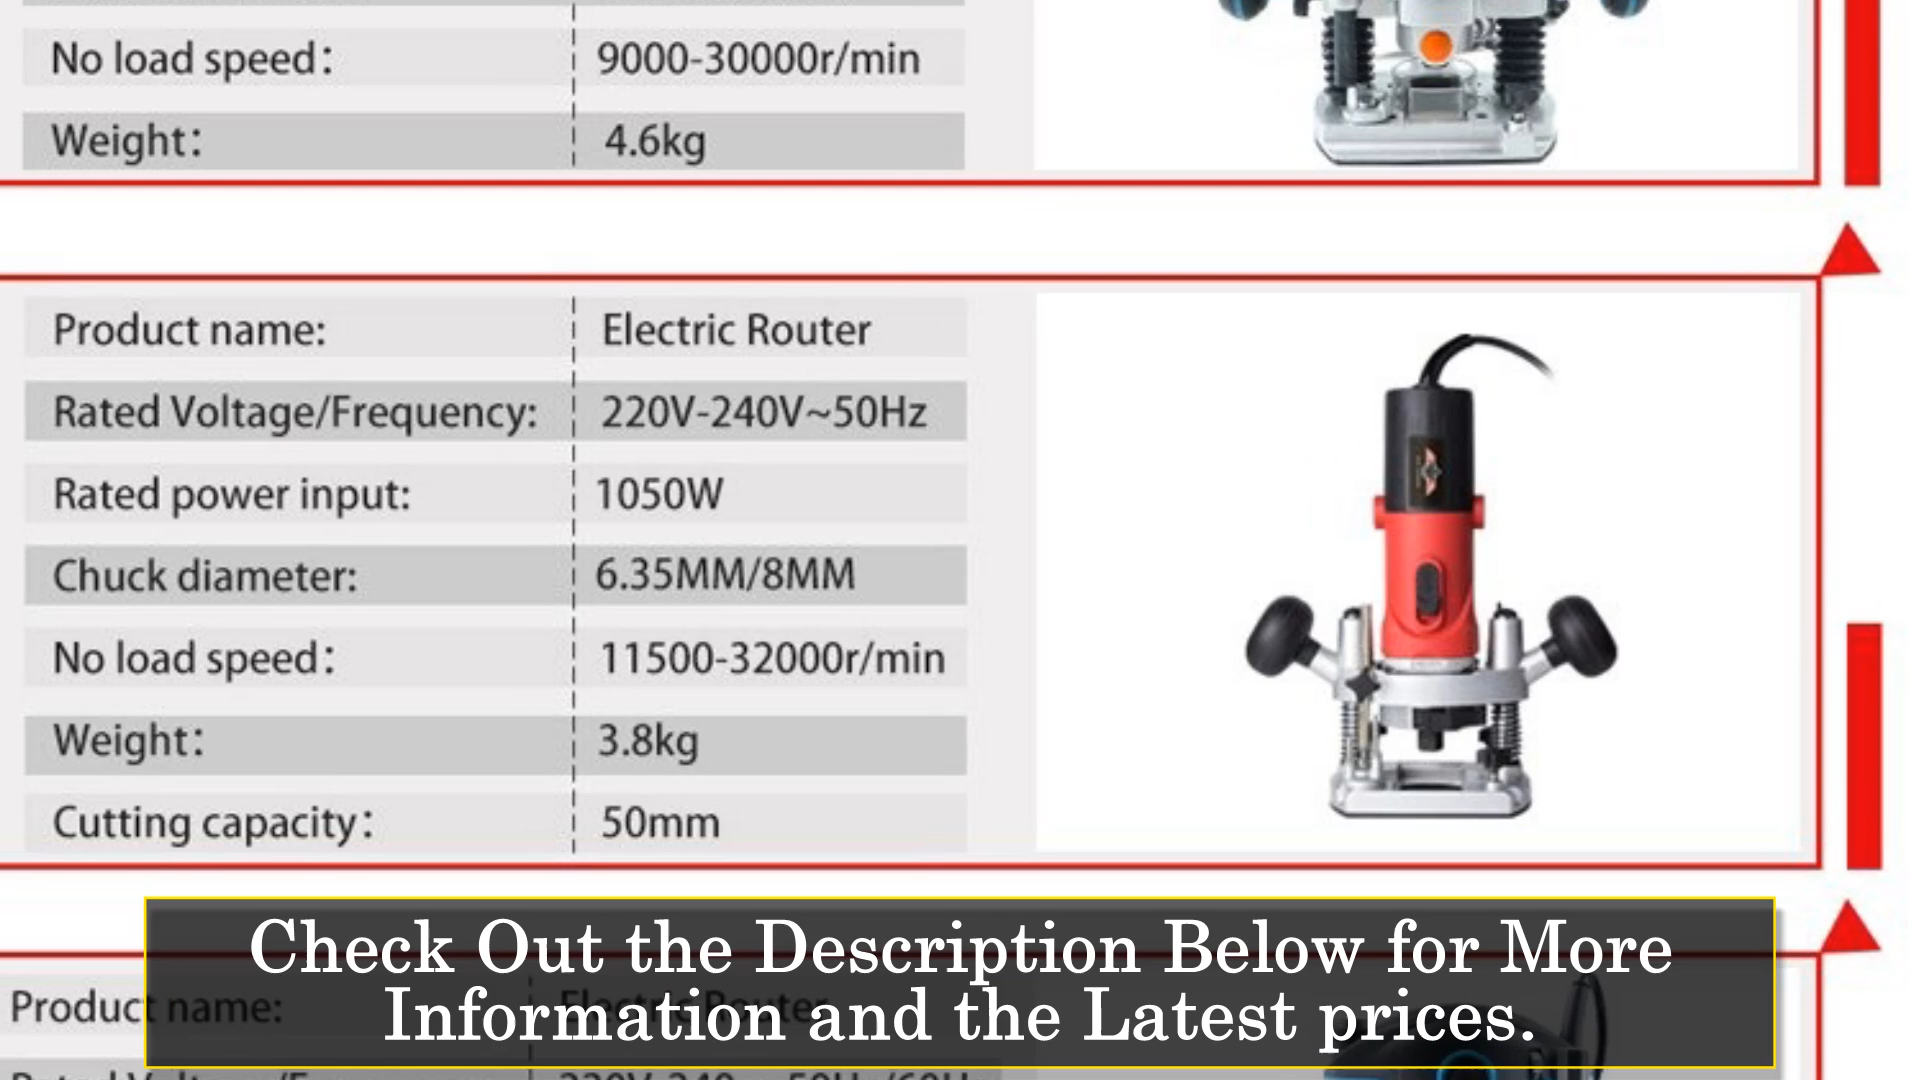 No load speed: 9000-30000r/min
Weight: 4.6kg
Product name: Electric Router
Rated Voltage/Frequency: 220V-240V~50Hz
Rated power input: 1050W
Chuck diameter: 6.35MM/8MM
No load speed: 11500-32000r/min
Weight: 3.8kg
Cutting capacity: 50mm
Check Out the Description Below for More
Information and the Latest prices.
Product name: Electric Router